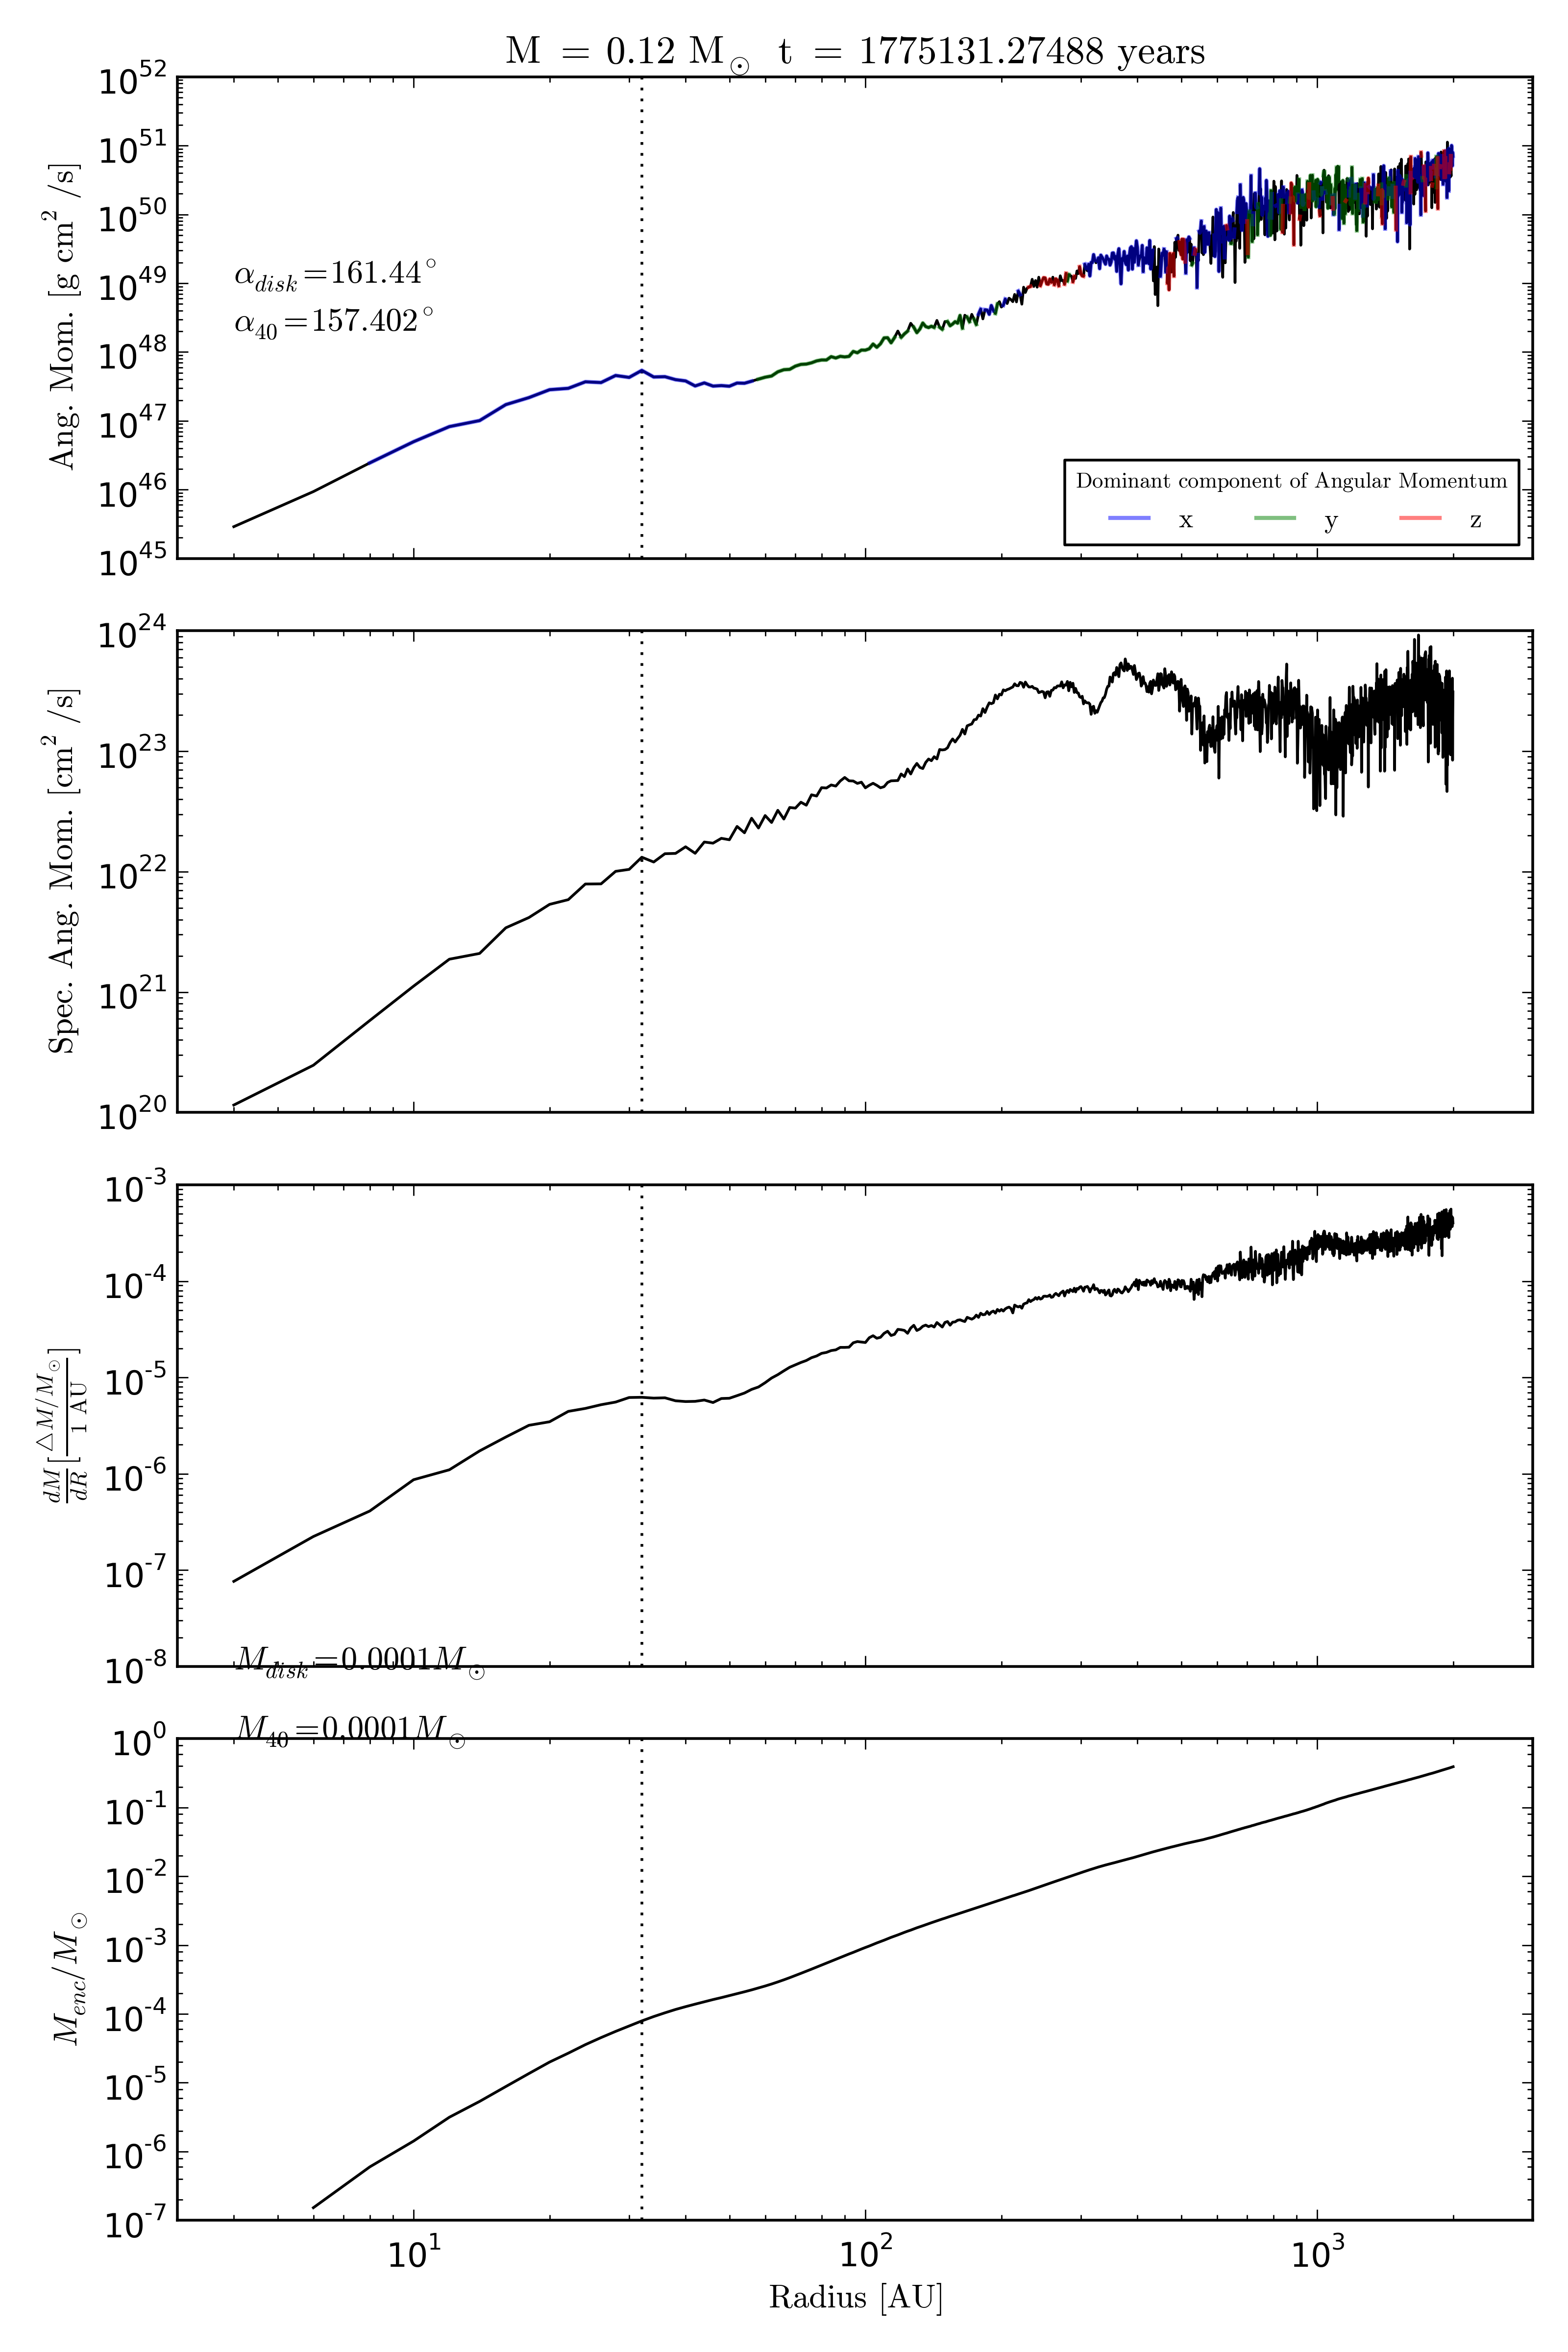 M = 0.12 M⊙ t = 1775131.27488 years
10^52
10^51
10^50
10^49
10^48
10^47
10^46
10^45
Ang. Mom. [g cm^2 /s]
α_disk=161.44°
α_40=157.402°
Dominant component of Angular Momentum
x y z
10^24
10^23
10^22
10^21
10^20
Spec. Ang. Mom. [cm^2 /s]
10^-3
10^-4
10^-5
10^-6
10^-7
10^-8
dM/dR [△M/M⊙ / 1 AU]
M_disk=0.0001M⊙
M_40=0.0001M⊙
10^0
10^-1
10^-2
10^-3
10^-4
10^-5
10^-6
10^-7
M_enc/M⊙
10^1 10^2 10^3
Radius [AU]